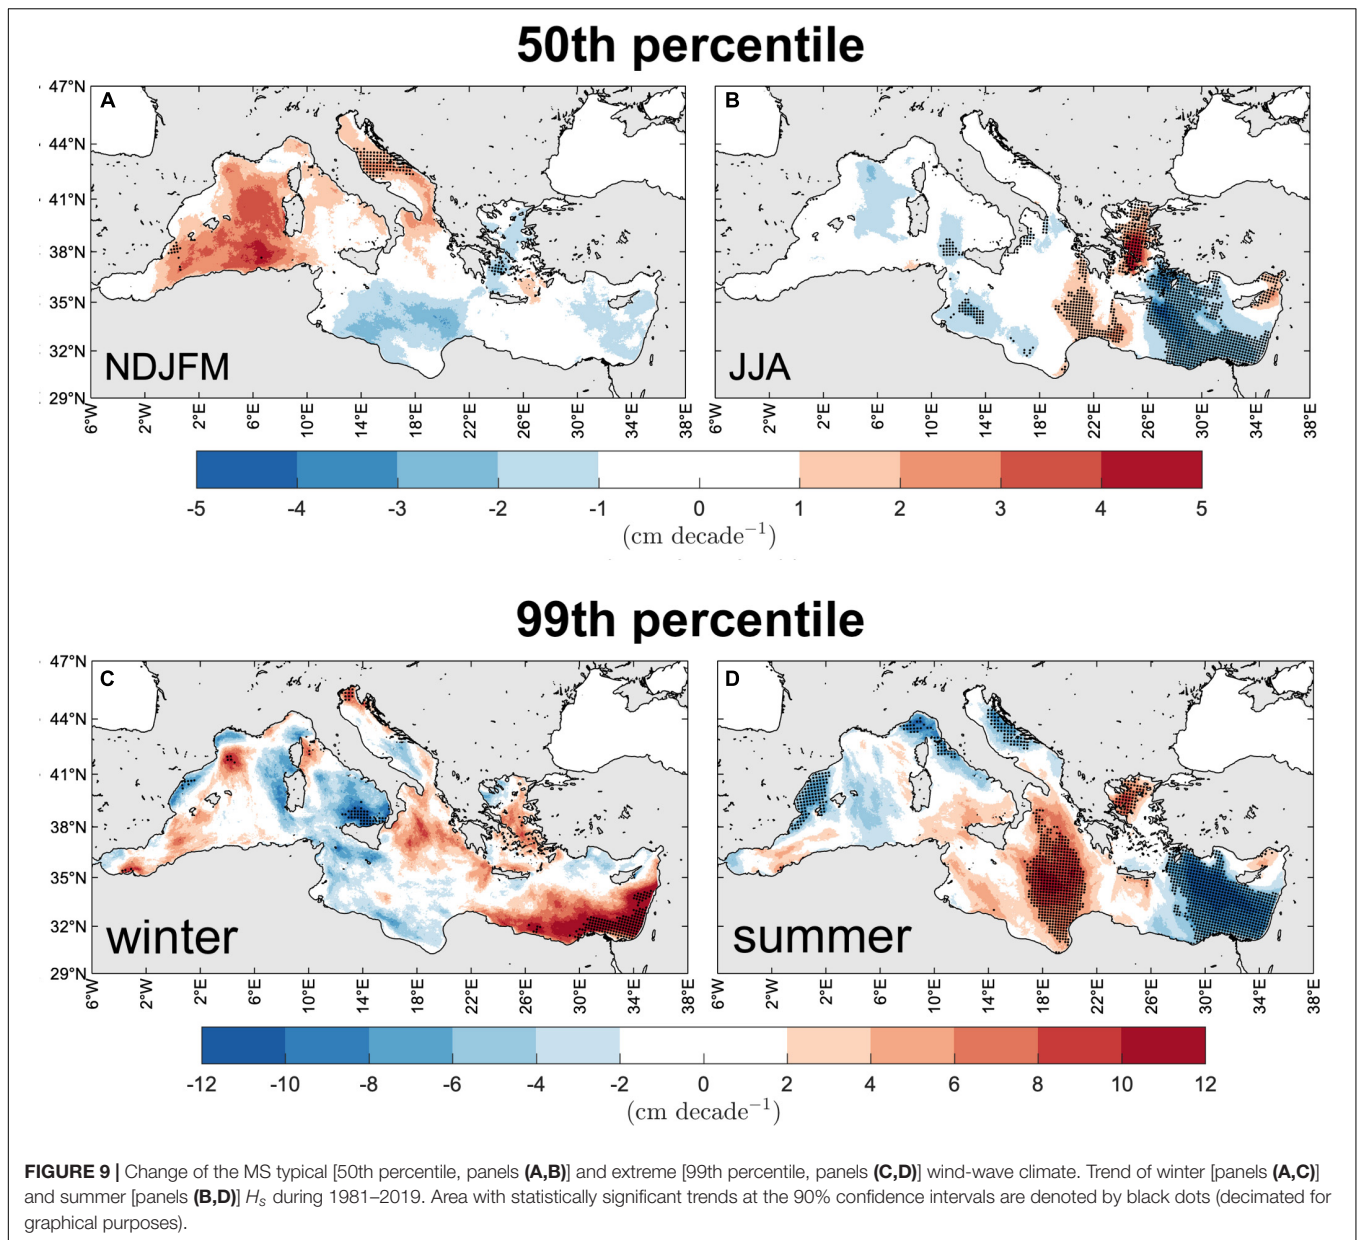 50th percentile
A
B
47°N
44°N
41°N
38°N
35°N
32°N
29°N
NDJFM
JJA
6°W 2°W 2°E 6°E 10°E 14°E 18°E 22°E 26°E 30°E 34°E 38°E
6°W 2°W 2°E 6°E 10°E 14°E 18°E 22°E 26°E 30°E 34°E 38°E
-5 -4 -3 -2 -1 0 1 2 3 4 5
(cm decade⁻¹)
99th percentile
C
D
47°N
44°N
41°N
38°N
35°N
32°N
29°N
winter
summer
6°W 2°W 2°E 6°E 10°E 14°E 18°E 22°E 26°E 30°E 34°E 38°E
6°W 2°W 2°E 6°E 10°E 14°E 18°E 22°E 26°E 30°E 34°E 38°E
-12 -10 -8 -6 -4 -2 0 2 4 6 8 10 12
(cm decade⁻¹)
FIGURE 9 | Change of the MS typical [50th percentile, panels (A,B)] and extreme [99th percentile, panels (C,D)] wind-wave climate. Trend of winter [panels (A,C)]
and summer [panels (B,D)] Hs during 1981–2019. Area with statistically significant trends at the 90% confidence intervals are denoted by black dots (decimated for
graphical purposes).